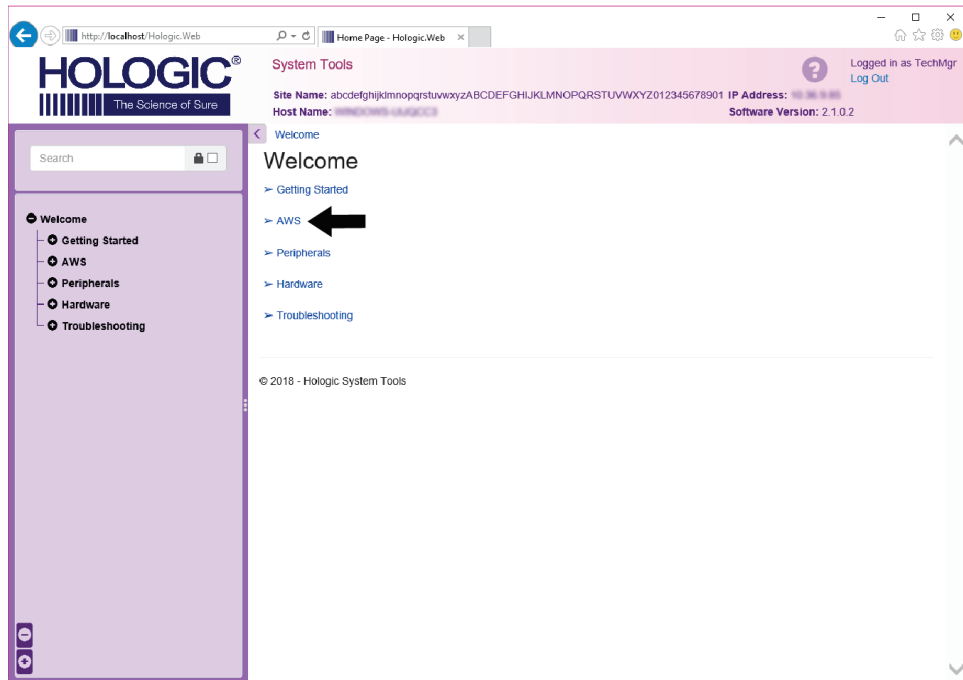 http://localhost/Hologic.Web
Home Page - Hologic.Web
HOLOGIC®
The Science of Sure
System Tools
Logged in as TechMgr
Log Out
Site Name: abcdefghijklmnopqrstuvwxyzABCDEFGHIJKLMNOPQRSTUVWXYZ012345678901 IP Address:
Host Name:
Software Version: 2.1.0.2
Search
Welcome
Getting Started
AWS
Peripherals
Hardware
Troubleshooting
Welcome
Welcome
➢ Getting Started
➢ AWS
➢ Peripherals
➢ Hardware
➢ Troubleshooting
© 2018 - Hologic System Tools